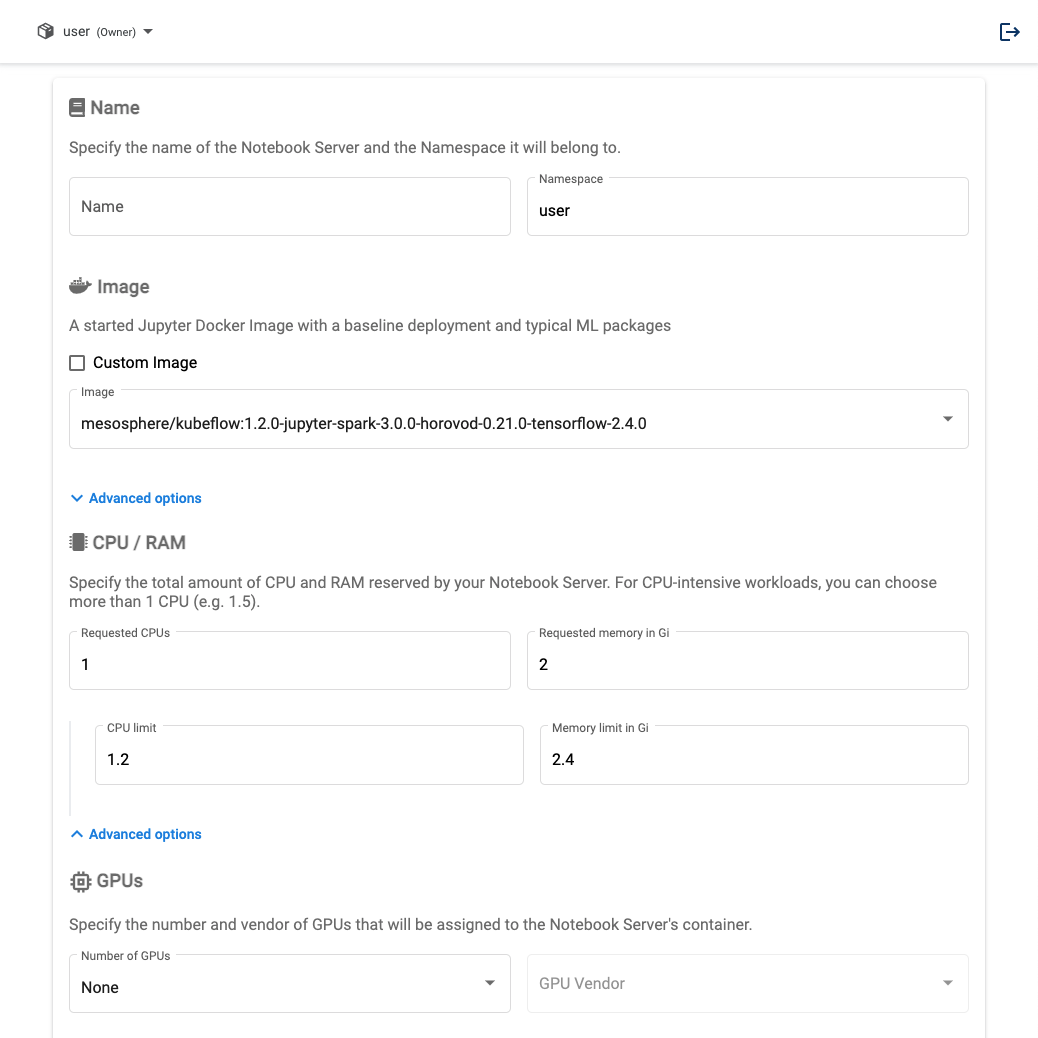 user (Owner)
Name
Specify the name of the Notebook Server and the Namespace it will belong to.
Name
Namespace
user
Image
A started Jupyter Docker Image with a baseline deployment and typical ML packages
Custom Image
Image
mesosphere/kubeflow:1.2.0-jupyter-spark-3.0.0-horovod-0.21.0-tensorflow-2.4.0
Advanced options
CPU / RAM
Specify the total amount of CPU and RAM reserved by your Notebook Server. For CPU-intensive workloads, you can choose
more than 1 CPU (e.g. 1.5).
Requested CPUs
1
Requested memory in Gi
2
CPU limit
1.2
Memory limit in Gi
2.4
Advanced options
GPUs
Specify the number and vendor of GPUs that will be assigned to the Notebook Server's container.
Number of GPUs
None
GPU Vendor